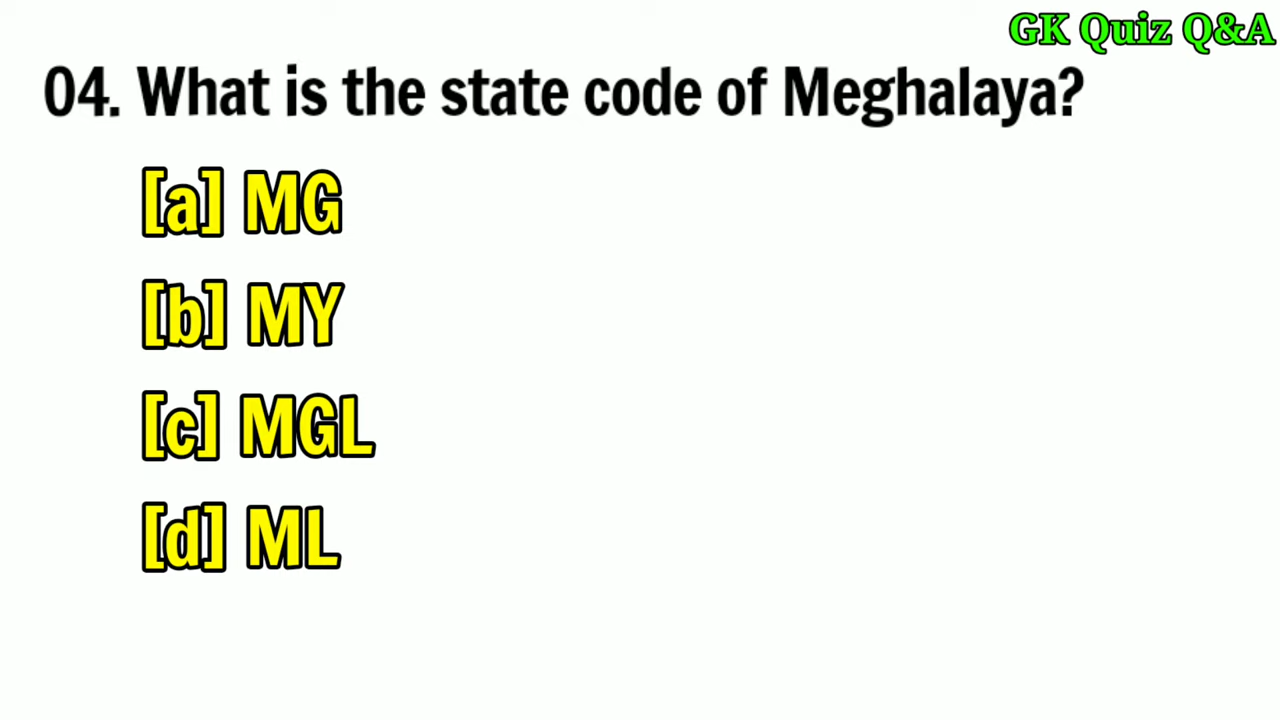 GK Quiz Q&A
04. What is the state code of Meghalaya?
[a] MG
[b] MY
[c] MGL
[d] ML